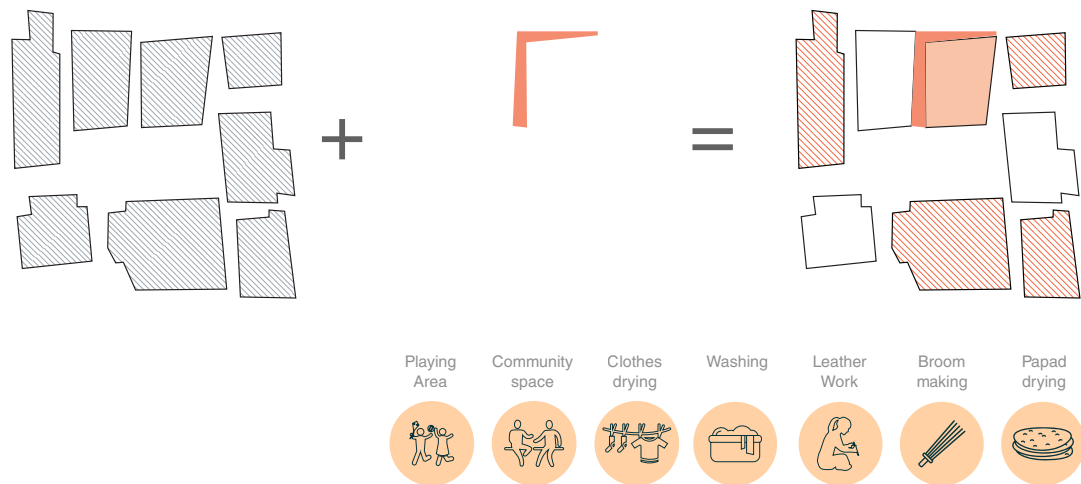 Playing
Area
Community
space
Clothes
drying
Washing
Leather
Work
Broom
making
Papad
drying